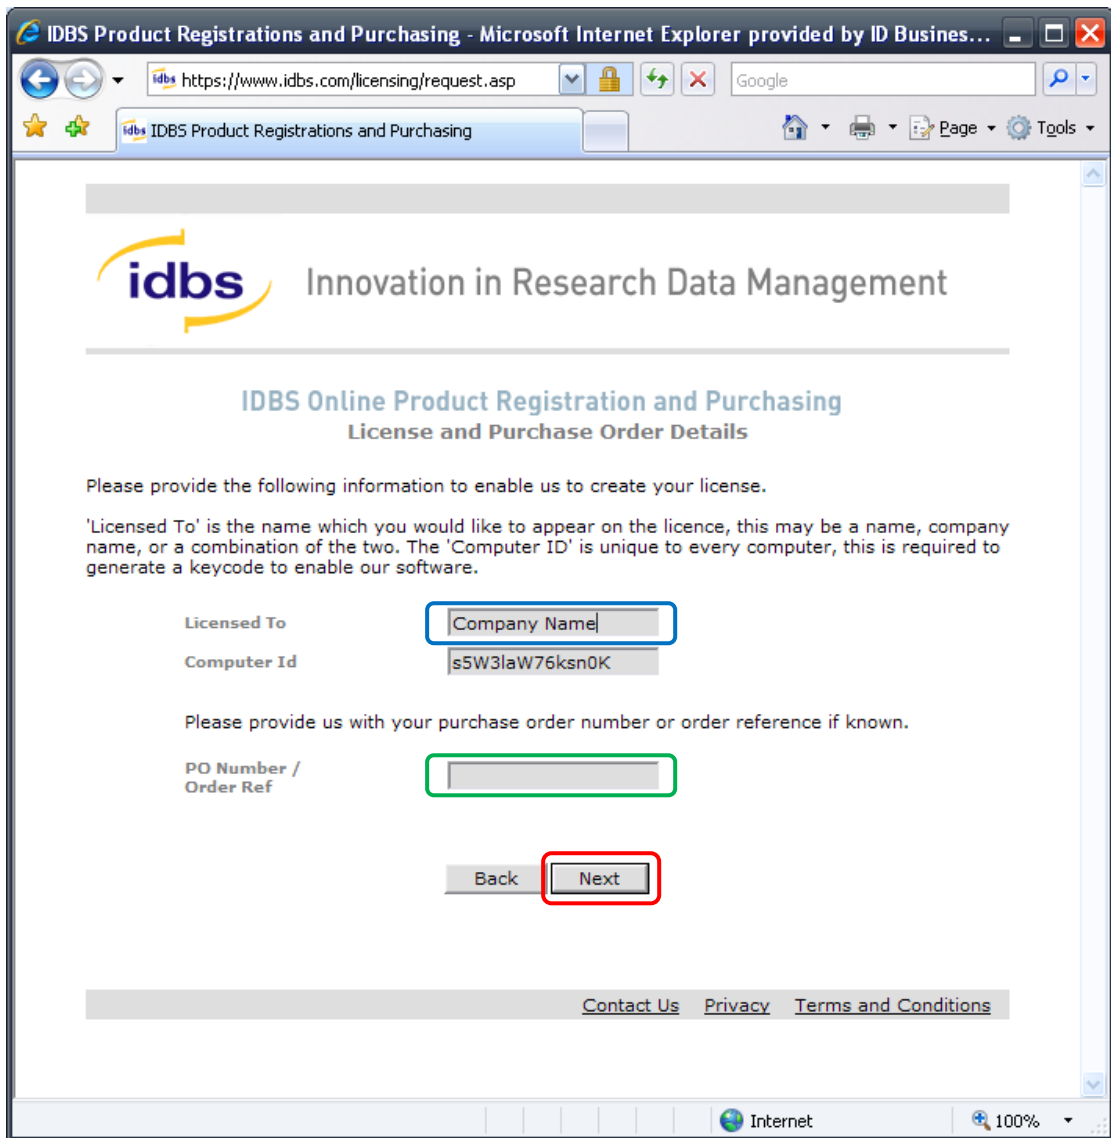 IDBS Product Registrations and Purchasing - Microsoft Internet Explorer provided by ID Busines...
idbs https://www.idbs.com/licensing/request.asp Google
idbs IDBS Product Registrations and Purchasing Page Tools
idbs Innovation in Research Data Management
IDBS Online Product Registration and Purchasing
License and Purchase Order Details
Please provide the following information to enable us to create your license.
'Licensed To' is the name which you would like to appear on the licence, this may be a name, company
name, or a combination of the two. The 'Computer ID' is unique to every computer, this is required to
generate a keycode to enable our software.
Licensed To Company Name
Computer Id s5W3laW76ksn0K
Please provide us with your purchase order number or order reference if known.
PO Number /
Order Ref
Back Next
Contact Us Privacy Terms and Conditions
Internet 100%